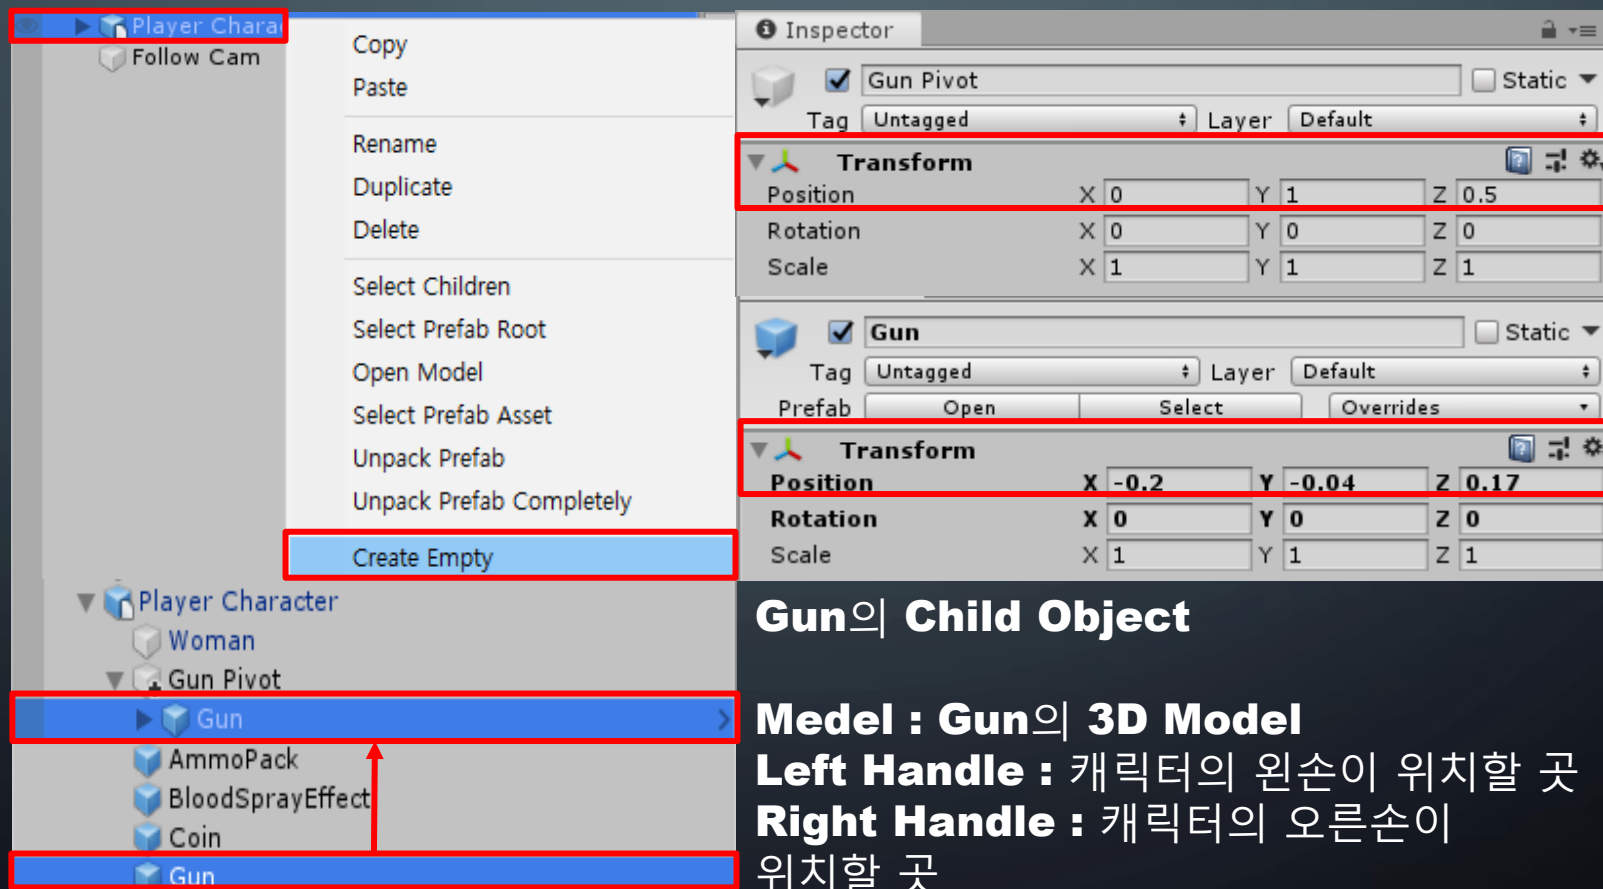 Player Charac
Follow Cam
Copy
Paste
Rename
Duplicate
Delete
Select Children
Select Prefab Root
Open Model
Select Prefab Asset
Unpack Prefab
Unpack Prefab Completely
Create Empty
Player Character
Woman
Gun Pivot
Gun
AmmoPack
BloodSprayEffect
Coin
Gun
Inspector
Gun Pivot Static
Tag Untagged Layer Default
Transform
Position X 0 Y 1 Z 0.5
Rotation X 0 Y 0 Z 0
Scale X 1 Y 1 Z 1
Gun Static
Tag Untagged Layer Default
Prefab Open Select Overrides
Transform
Position X -0.2 Y -0.04 Z 0.17
Rotation X 0 Y 0 Z 0
Scale X 1 Y 1 Z 1
Gun의 Child Object
Medel : Gun의 3D Model
Left Handle : 캐릭터의 왼손이 위치할 곳
Right Handle : 캐릭터의 오른손이
위치할 곳